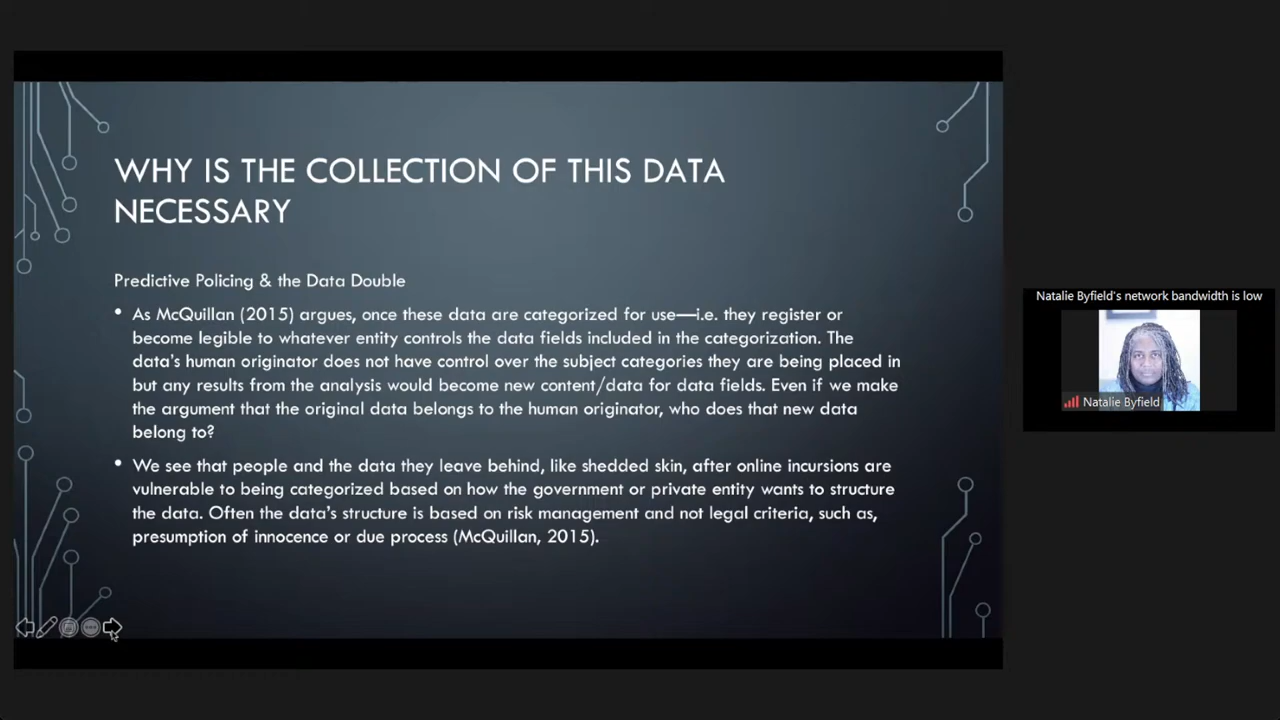 WHY IS THE COLLECTION OF THIS DATA
NECESSARY
Predictive Policing & the Data Double
• As McQuillan (2015) argues, once these data are categorized for use—i.e. they register or
become legible to whatever entity controls the data fields included in the categorization. The
data's human originator does not have control over the subject categories they are being placed in
but any results from the analysis would become new content/data for data fields. Even if we make
the argument that the original data belongs to the human originator, who does that new data
belong to?
• We see that people and the data they leave behind, like shedded skin, after online incursions are
vulnerable to being categorized based on how the government or private entity wants to structure
the data. Often the data's structure is based on risk management and not legal criteria, such as,
presumption of innocence or due process (McQuillan, 2015).
Natalie Byfield's network bandwidth is low
Natalie Byfield